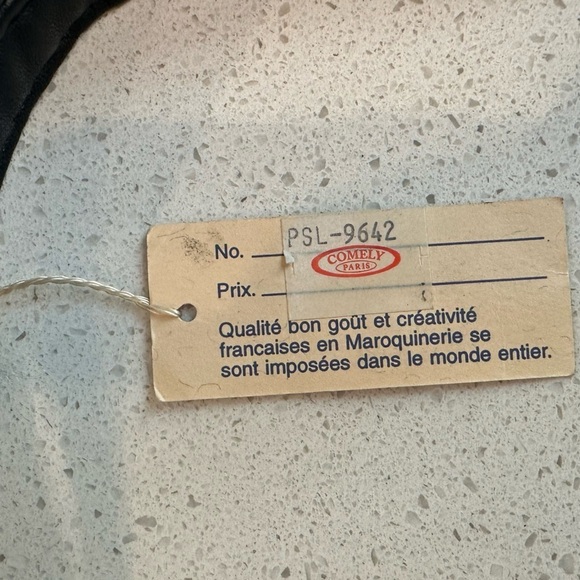 No. PSL-9642
COMELY
PARIS
Prix.
Qualité bon goût et créativité
francaises en Maroquinerie se
sont imposées dans le monde entier.